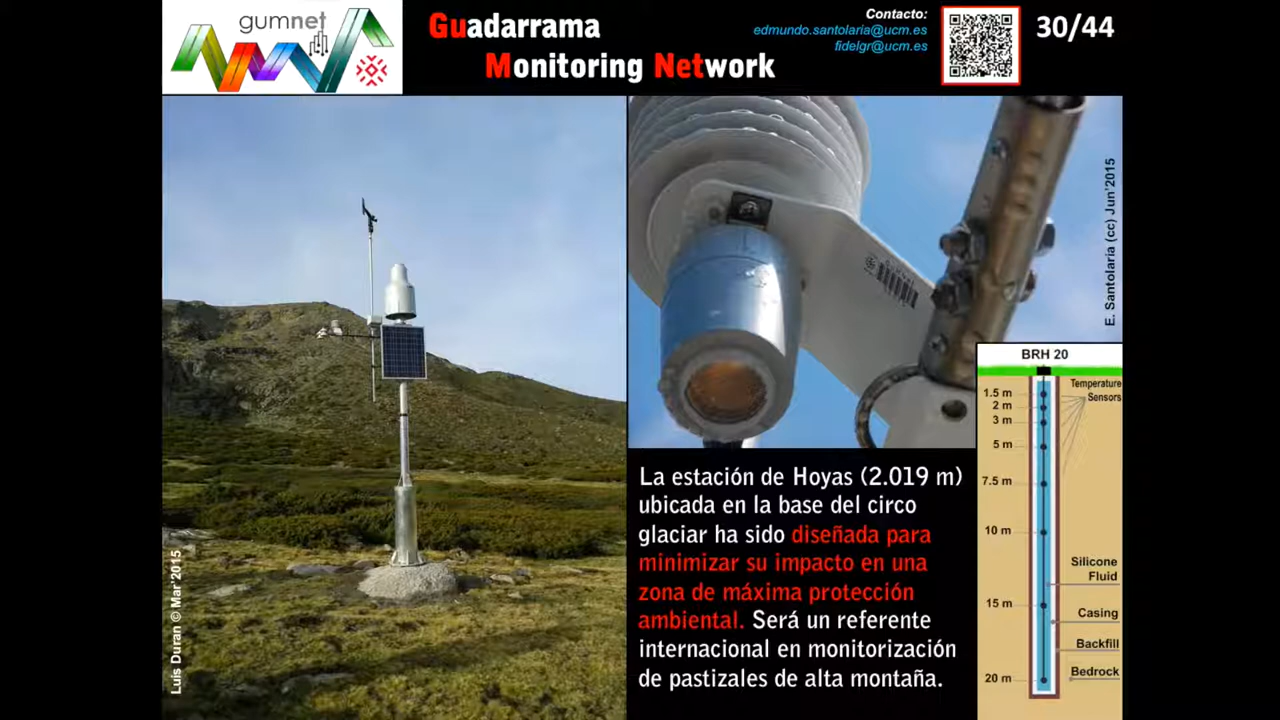 gumnet
Guadarrama
Monitoring Network
Contacto:
edmundo.santolaria@ucm.es
fidelgr@ucm.es
30/44
Luis Duran © Mar'2015
E. Santolaria (cc) Jun'2015
La estación de Hoyas (2.019 m)
ubicada en la base del circo
glaciar ha sido diseñada para
minimizar su impacto en una
zona de máxima protección
ambiental. Será un referente
internacional en monitorización
de pastizales de alta montaña.
BRH 20
Temperature
Sensors
1.5 m
2 m
3 m
5 m
7.5 m
10 m
Silicone
Fluid
15 m
Casing
Backfill
Bedrock
20 m